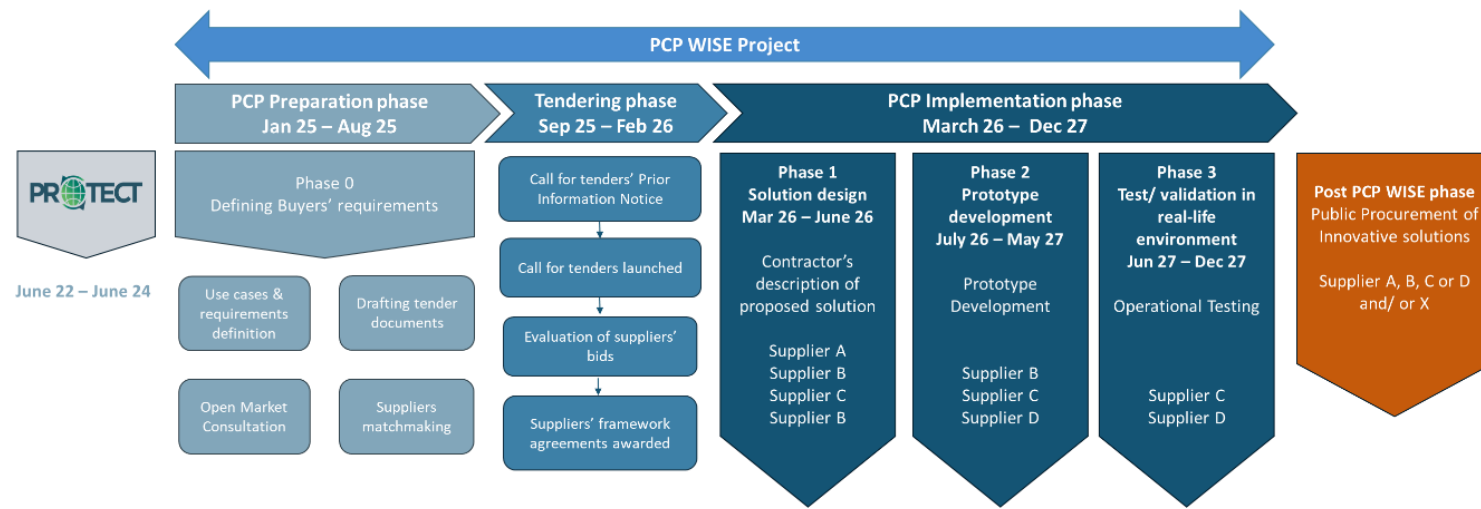 PCP WISE Project
PCP Preparation phase
Jan 25 – Aug 25
Tendering phase
Sep 25 – Feb 26
PCP Implementation phase
March 26 – Dec 27
PROTECT
June 22 – June 24
Phase 0
Defining Buyers' requirements
Use cases &
requirements
definition
Drafting tender
documents
Open Market
Consultation
Suppliers
matchmaking
Call for tenders' Prior
Information Notice
Call for tenders launched
Evaluation of suppliers'
bids
Suppliers' framework
agreements awarded
Phase 1
Solution design
Mar 26 – June 26
Contractor's
description of
proposed solution
Supplier A
Supplier B
Supplier C
Supplier B
Phase 2
Prototype
development
July 26 – May 27
Prototype
Development
Supplier B
Supplier C
Supplier D
Phase 3
Test/ validation in
real-life
environment
Jun 27 – Dec 27
Operational Testing
Supplier C
Supplier D
Post PCP WISE phase
Public Procurement of
Innovative solutions
Supplier A, B, C or D
and/ or X